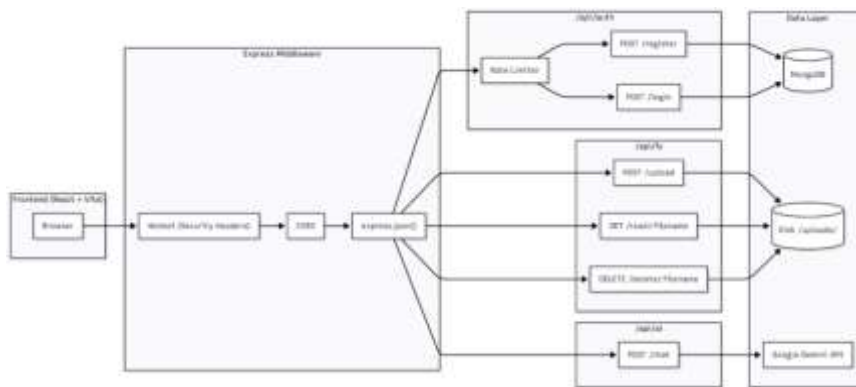 /api/auth
Data Layer
Express Middleware
Rate Limiter
POST /register
POST /login
MongoDB
/api/fs
POST /upload
Frontend (React + Vite)
Browser
Helmet (Security Headers)
CORS
express.json()
GET /read/:filename
Disk /uploads/
DELETE /delete/:filename
/api/ai
POST /chat
Google Gemini API